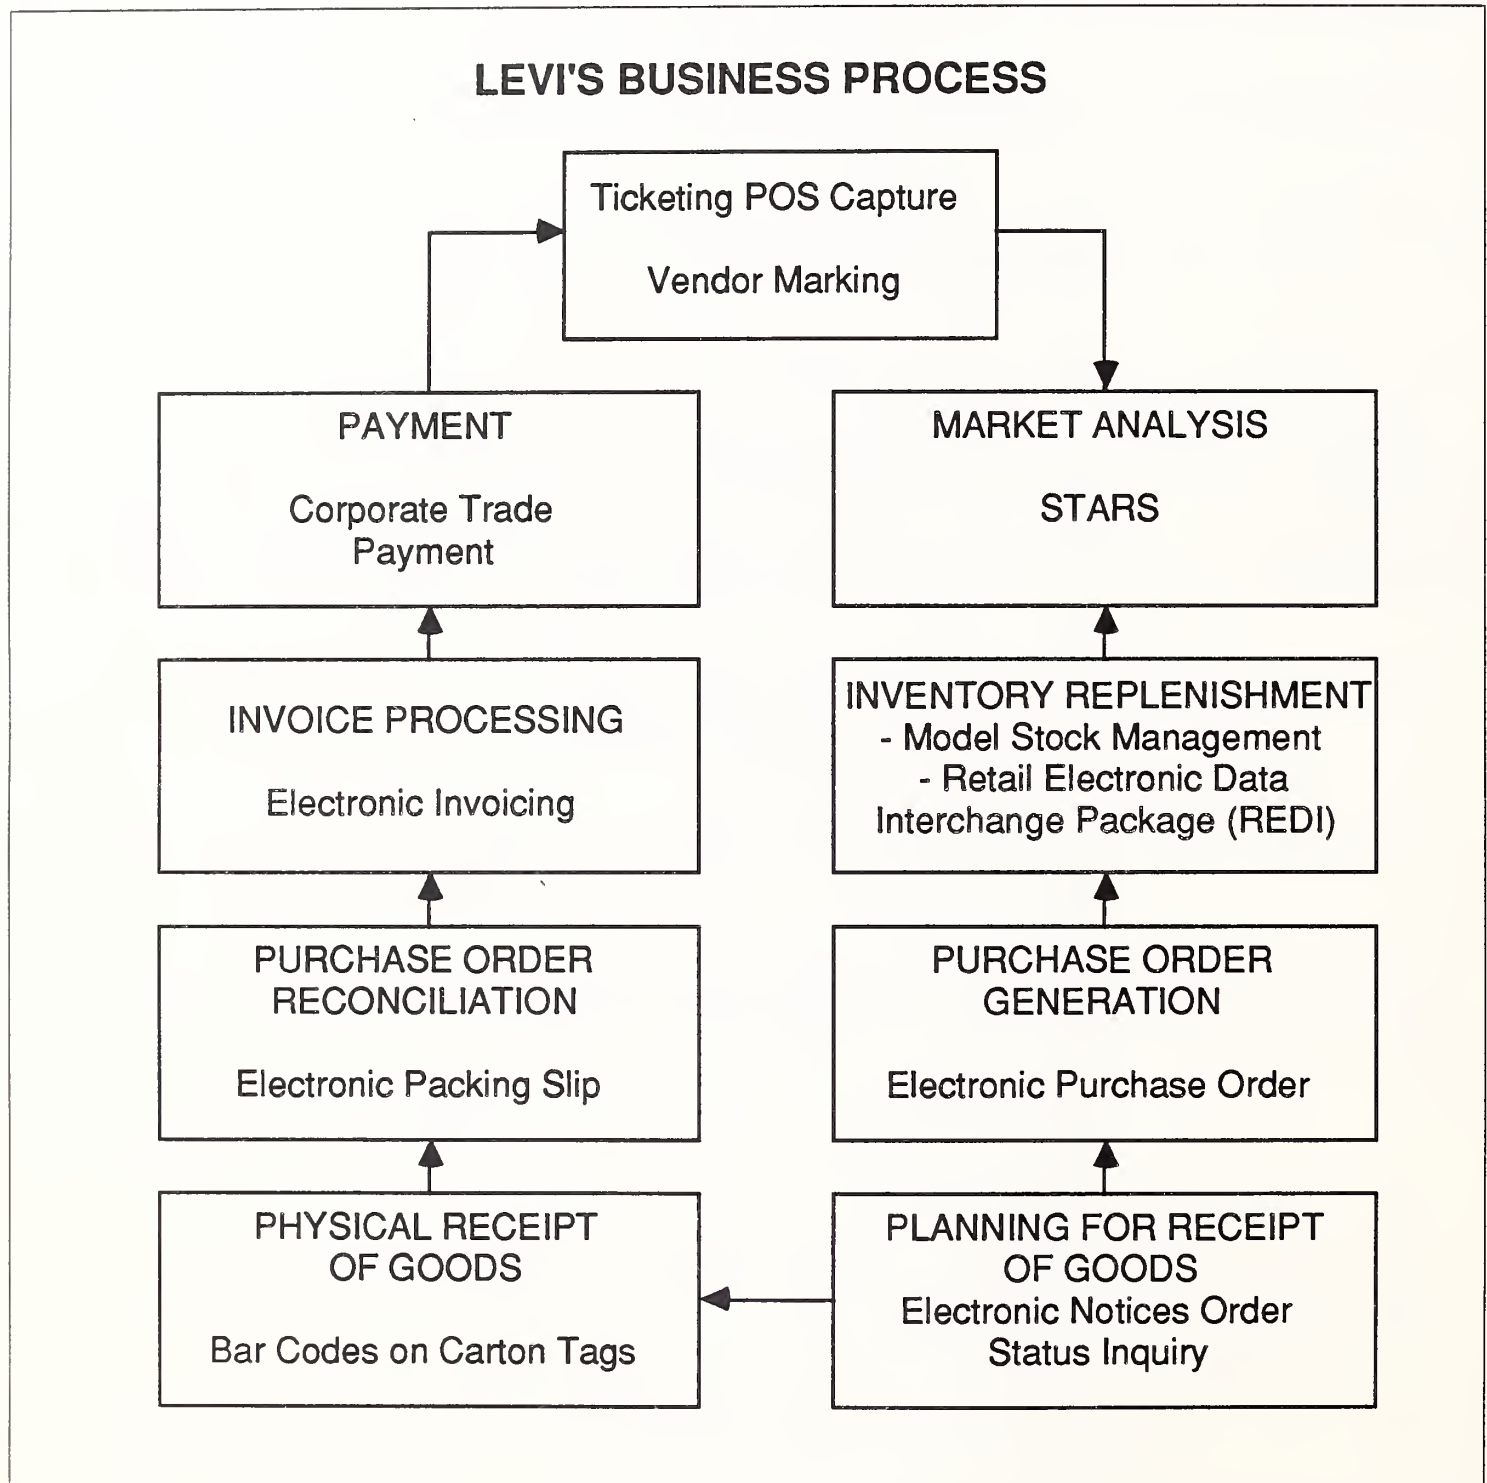 LEVI'S BUSINESS PROCESS
Ticketing POS Capture
Vendor Marking
PAYMENT
Corporate Trade
Payment
MARKET ANALYSIS
STARS
INVOICE PROCESSING
Electronic Invoicing
INVENTORY REPLENISHMENT
- Model Stock Management
- Retail Electronic Data
Interchange Package (REDI)
PURCHASE ORDER
RECONCILIATION
Electronic Packing Slip
PURCHASE ORDER
GENERATION
Electronic Purchase Order
PHYSICAL RECEIPT
OF GOODS
Bar Codes on Carton Tags
PLANNING FOR RECEIPT
OF GOODS
Electronic Notices Order
Status Inquiry